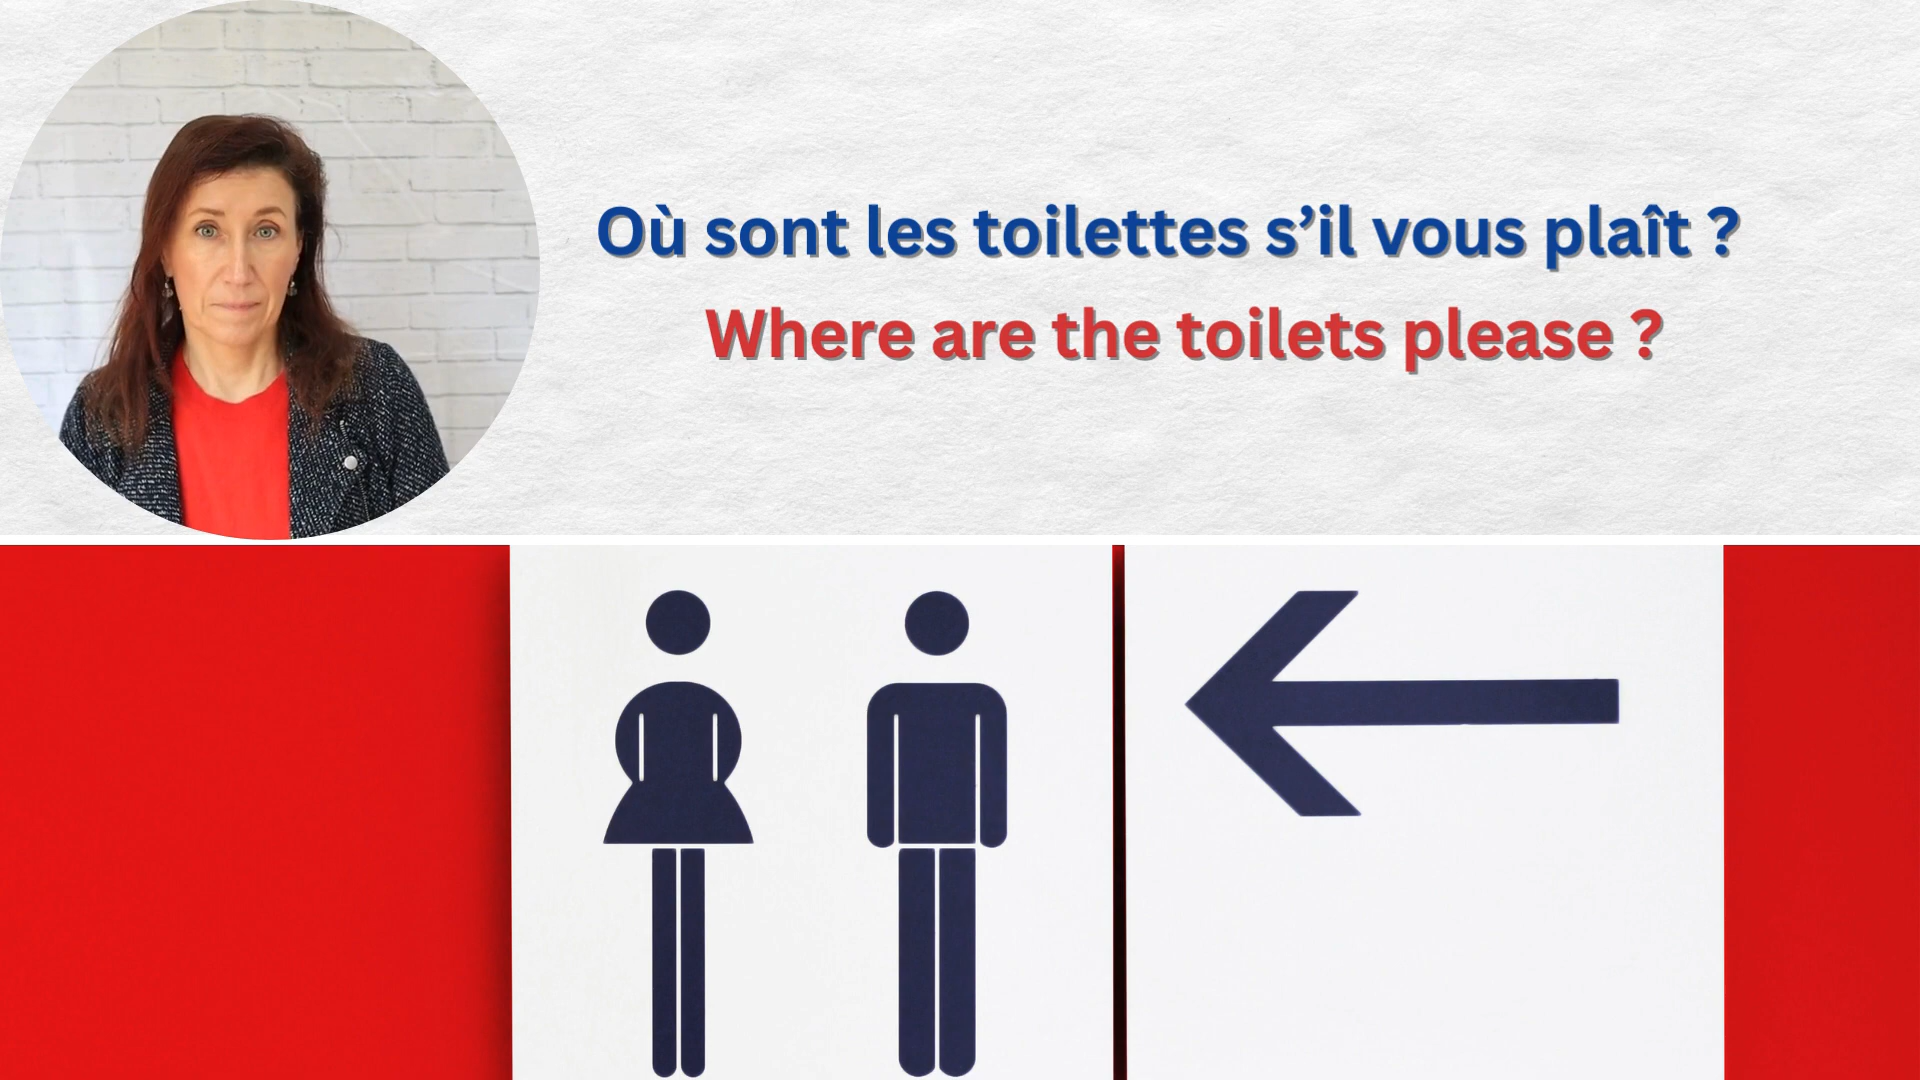 Où sont les toilettes s’il vous plaît ?
Where are the toilets please ?